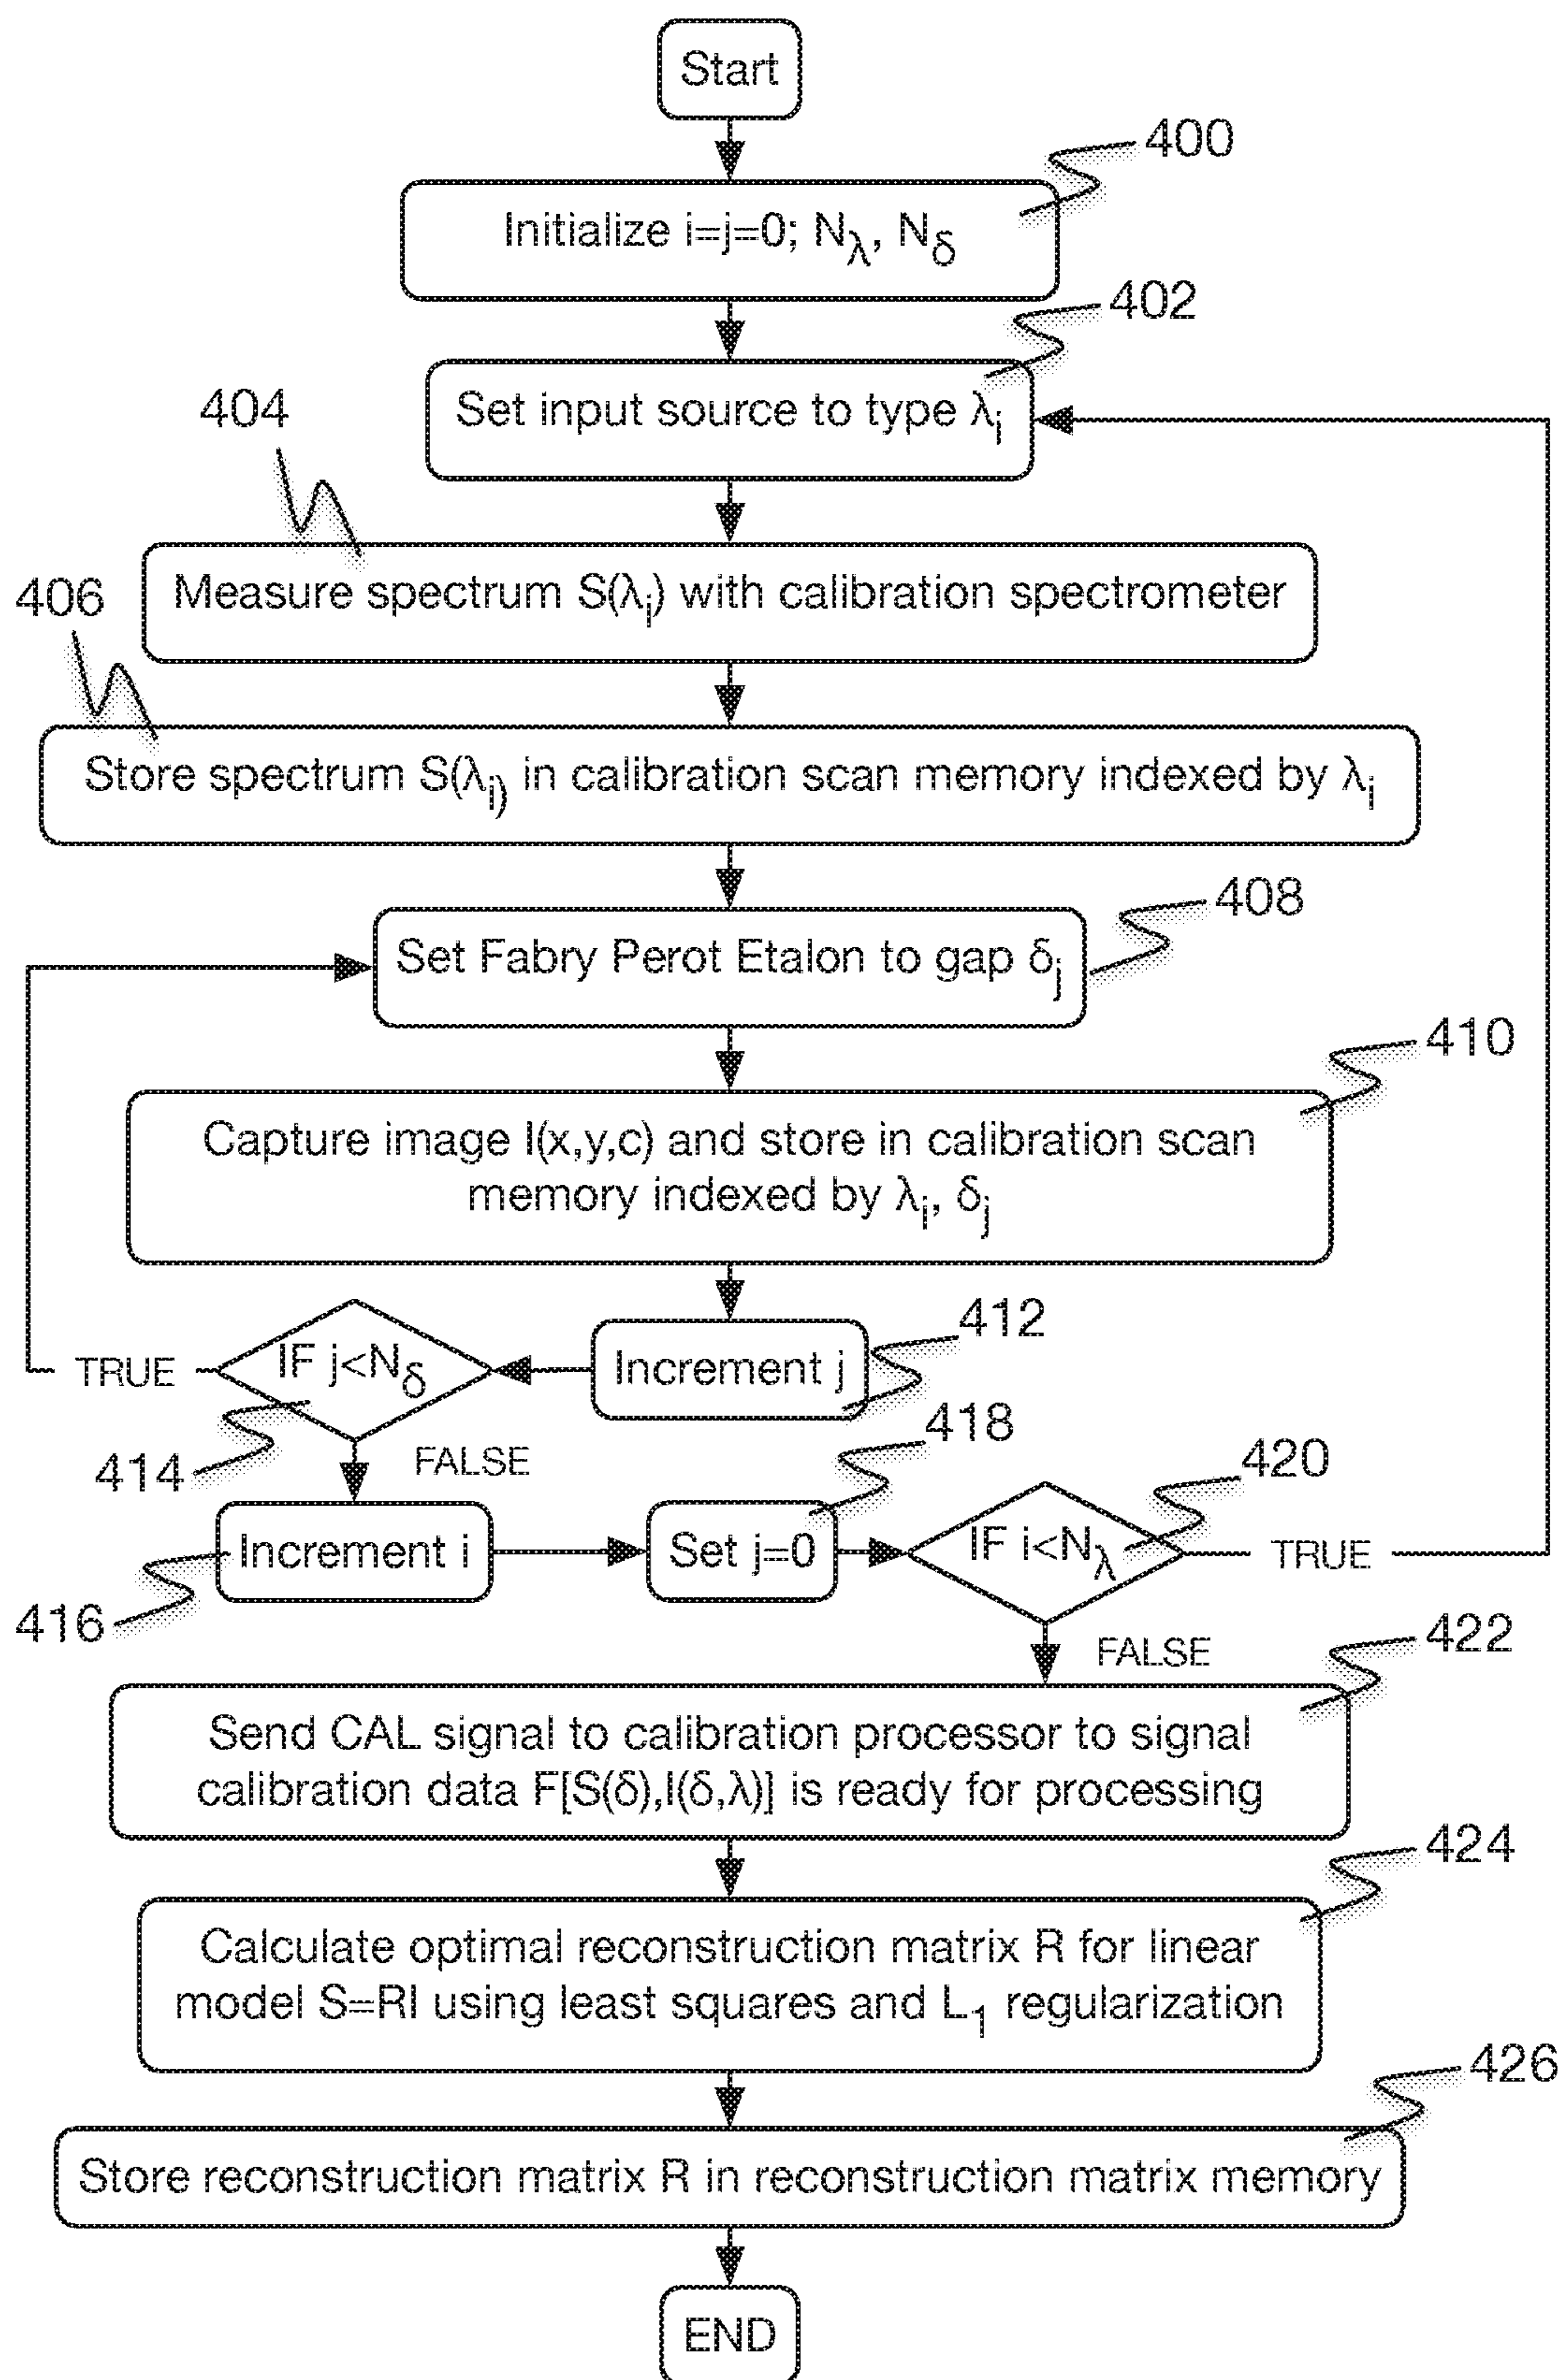 Start
400
Initialize i=j=0; Nλ, Nδ
402
Set input source to type λi
404
Measure spectrum S(λi) with calibration spectrometer
406
Store spectrum S(λi) in calibration scan memory indexed by λi
408
Set Fabry Perot Etalon to gap δj
410
Capture image I(x,y,c) and store in calibration scan
memory indexed by λi, δj
412
Increment j
IF j<Nδ
TRUE
414
FALSE
416
Increment i
418
Set j=0
420
IF i<Nλ
TRUE
FALSE
422
Send CAL signal to calibration processor to signal
calibration data F[S(δ),I(δ,λ)] is ready for processing
424
Calculate optimal reconstruction matrix R for linear
model S=RI using least squares and L1 regularization
426
Store reconstruction matrix R in reconstruction matrix memory
END